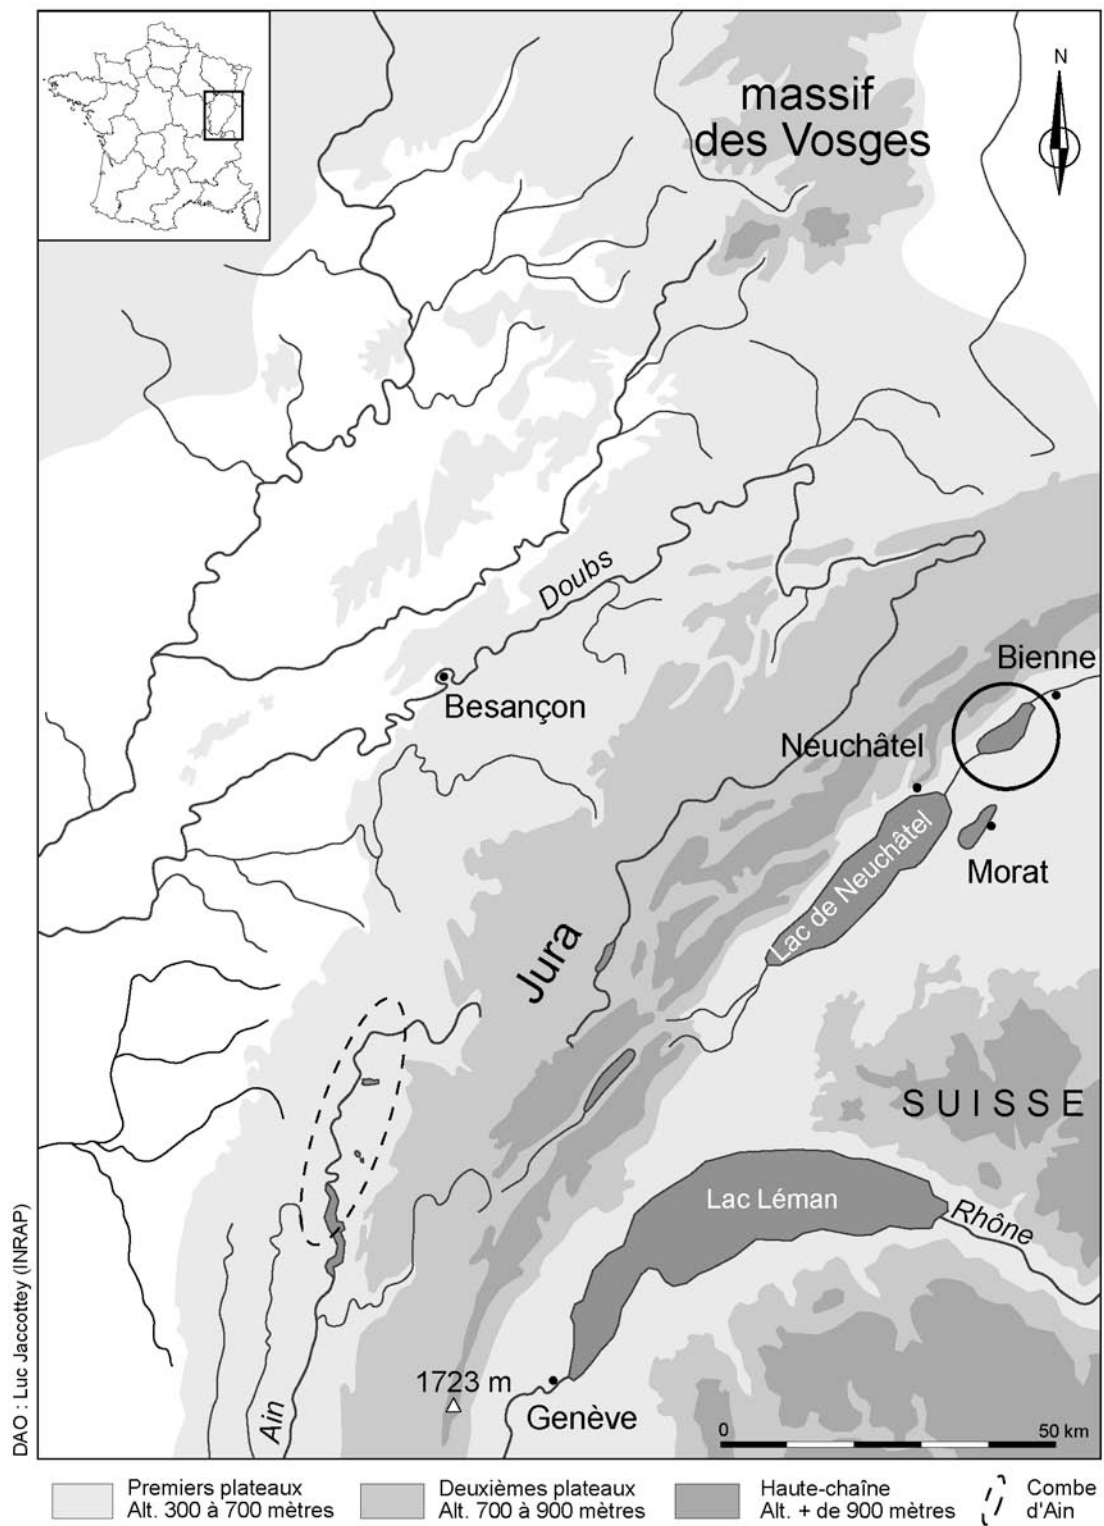 N
massif
des Vosges
Doubs
Besançon
Bienne
Neuchâtel
Lac de Neuchâtel
Morat
Jura
SUISSE
Lac Léman
Rhône
1723 m
Genève
Ain
0
50 km
DAO : Luc Jaccottey (INRAP)
Premiers plateaux
Alt. 300 à 700 mètres
Deuxièmes plateaux
Alt. 700 à 900 mètres
Haute-chaîne
Alt. + de 900 mètres
Combe
d'Ain